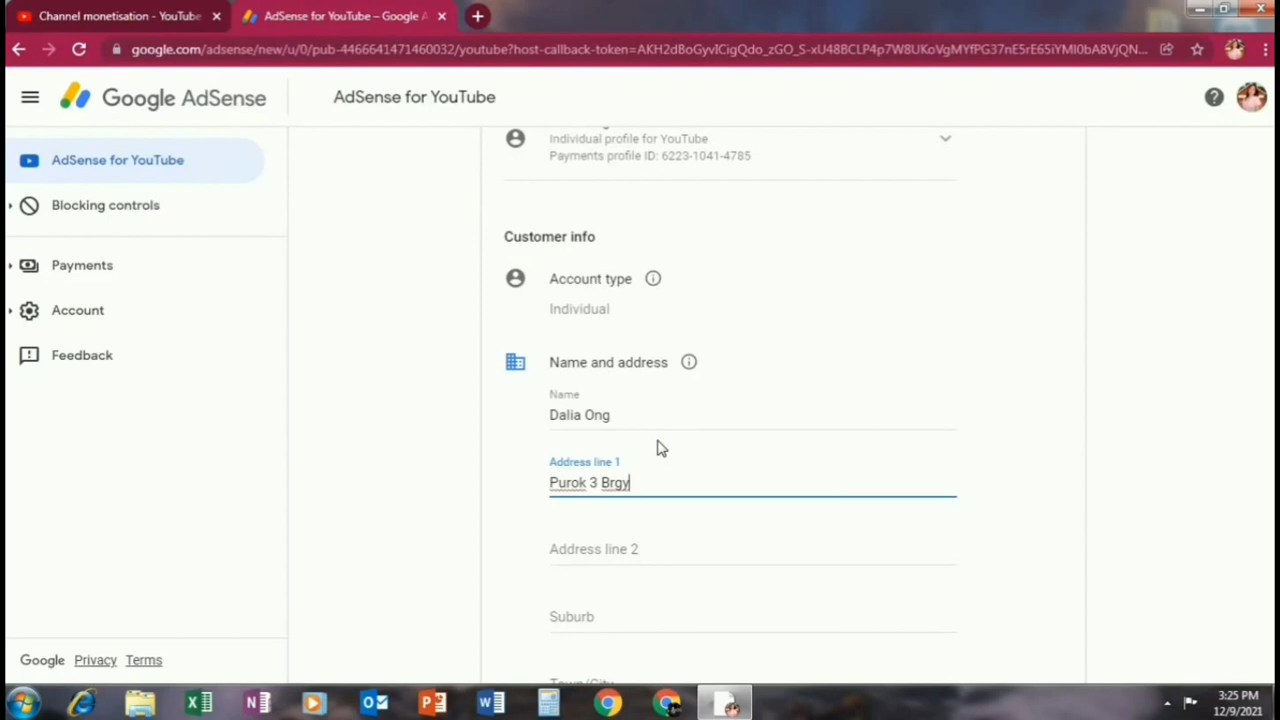 Channel monetisation - YouTube
AdSense for YouTube – Google A
google.com/adsense/new/u/0/pub-4466641471460032/youtube?host-callback-token=
Google AdSense
AdSense for YouTube
AdSense for YouTube
Blocking controls
Payments
Account
Feedback
Individual profile for YouTube
Payments profile ID: 6223-1041-4785
Customer info
Account type
Individual
Name and address
Name
Dalia Ong
Address line 1
Purok 3 Brgy
Address line 2
Suburb
Town/City
Google Privacy Terms
3:25 PM
12/9/2021